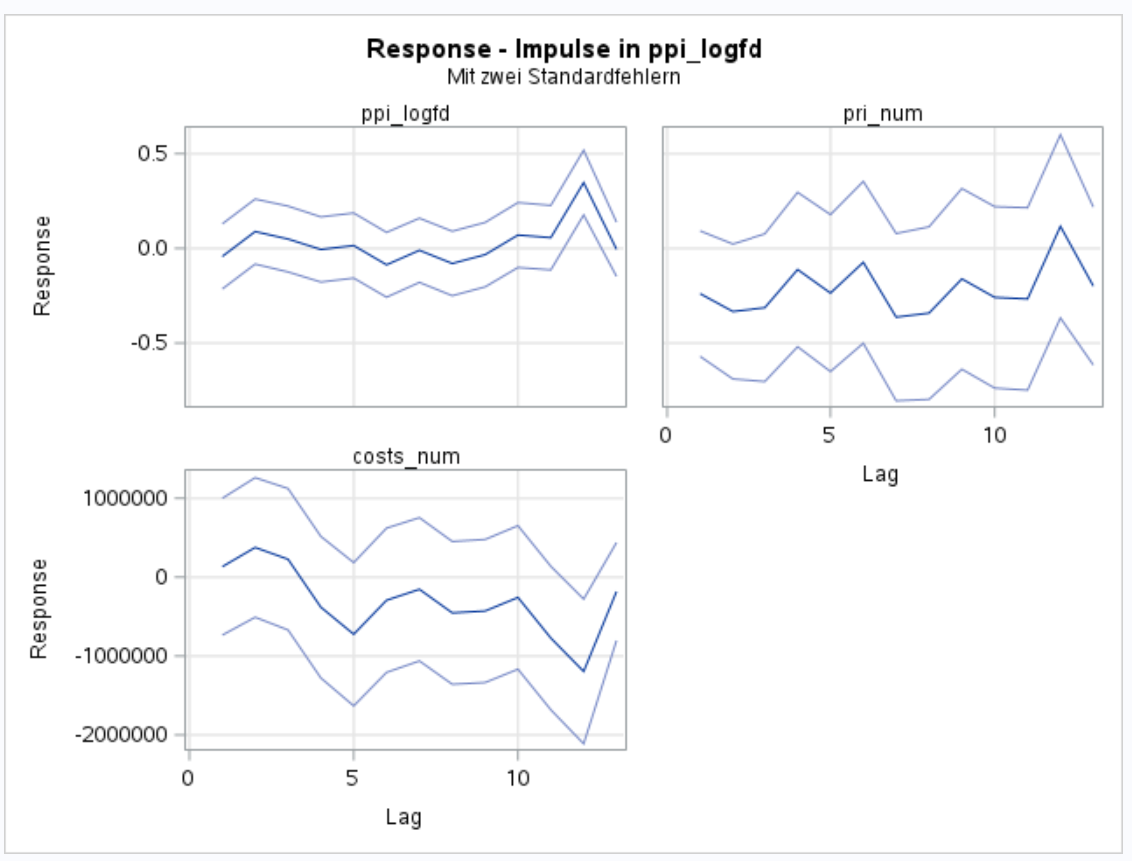 Response - Impulse in ppi_logfd
Mit zwei Standardfehlern
ppi_logfd
pri_num
Response
0.5
0.0
-0.5
0 5 10
Lag
costs_num
Response
1000000
0
-1000000
-2000000
0 5 10
Lag